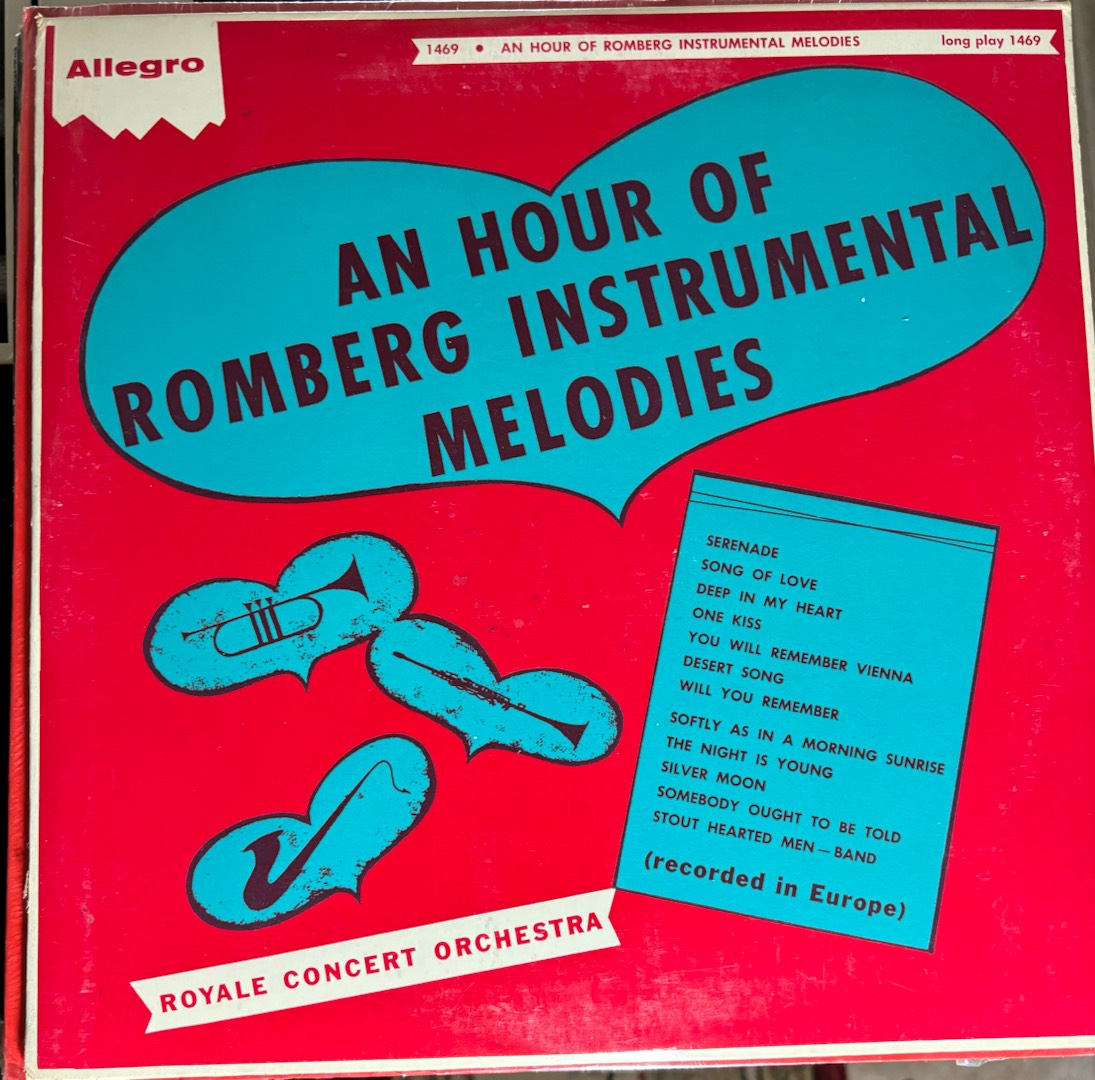 Allegro
1469 • AN HOUR OF ROMBERG INSTRUMENTAL MELODIES long play 1469
AN HOUR OF
ROMBERG INSTRUMENTAL
MELODIES
SERENADE
SONG OF LOVE
DEEP IN MY HEART
ONE KISS
YOU WILL REMEMBER VIENNA
DESERT SONG
WILL YOU REMEMBER
SOFTLY AS IN A MORNING SUNRISE
THE NIGHT IS YOUNG
SILVER MOON
SOMEBODY OUGHT TO BE TOLD
STOUT HEARTED MEN—BAND
(recorded in Europe)
ROYALE CONCERT ORCHESTRA